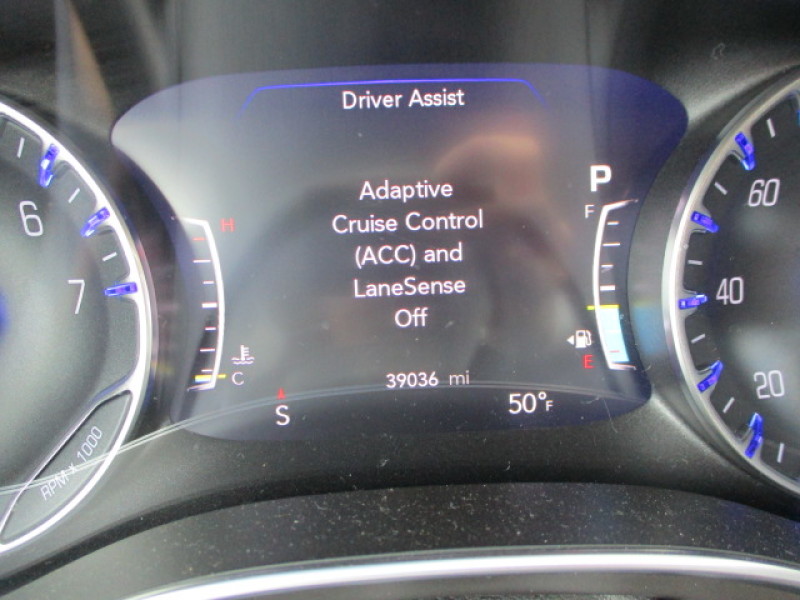 Driver Assist
Adaptive
Cruise Control
(ACC) and
LaneSense
Off
P
F
E
H
C
39036 mi
S
50°F
6
7
RPM x 1000
60
40
20